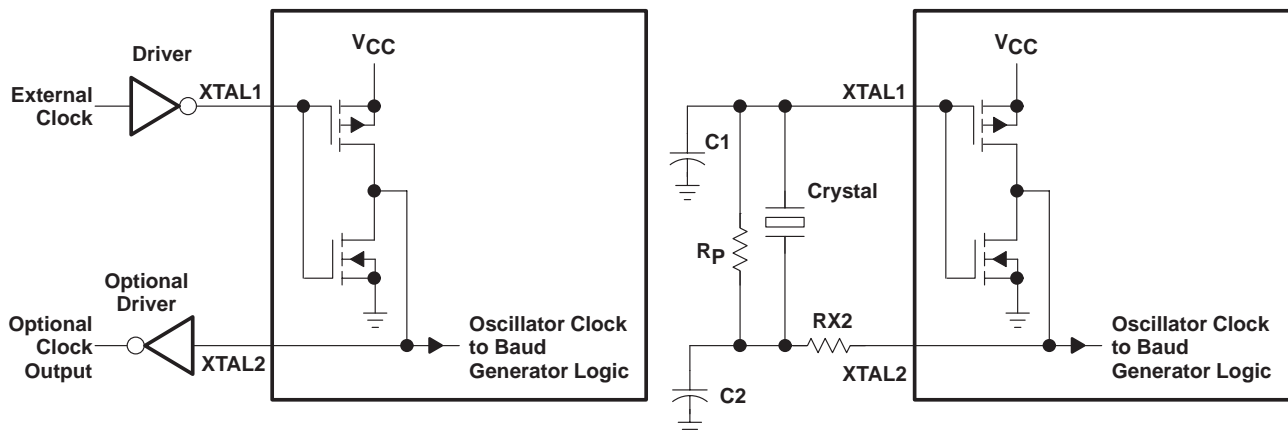 Driver
VCC
External
Clock
XTAL1
Optional
Driver
Optional
Clock
Output
XTAL2
Oscillator Clock
to Baud
Generator Logic
VCC
XTAL1
C1
Crystal
RP
RX2
XTAL2
C2
Oscillator Clock
to Baud
Generator Logic